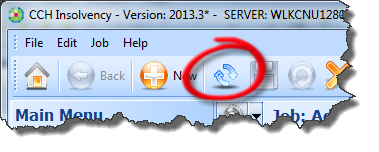 CCH Insolvency - Version: 2013.3* - SERVER: WLKCNU1280
File Edit Job Help
Back New
Main Menu Job: